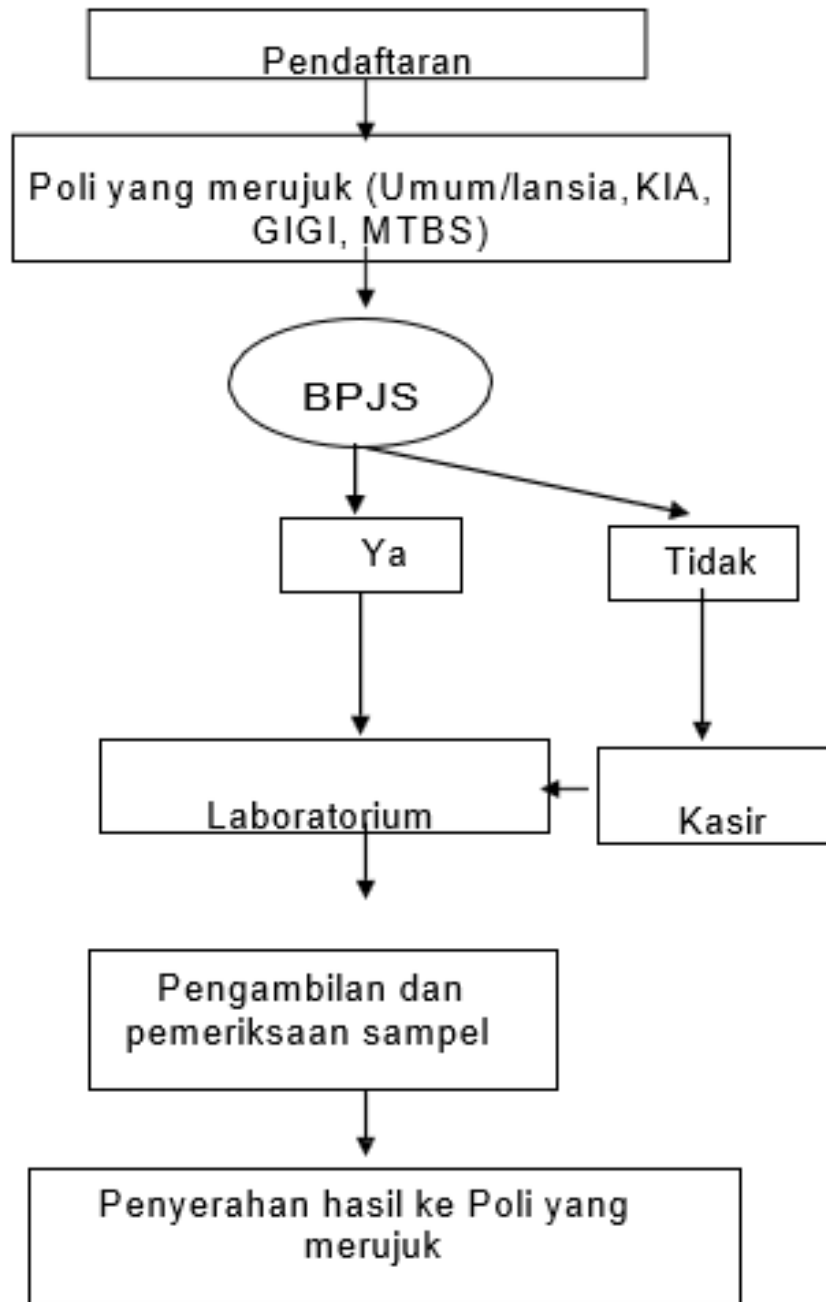 Pendaftaran
Poli yang merujuk (Umum/lansia, KIA,
GIGI, MTBS)
BPJS
Ya
Tidak
Laboratorium
Kasir
Pengambilan dan
pemeriksaan sampel
Penyerahan hasil ke Poli yang
merujuk